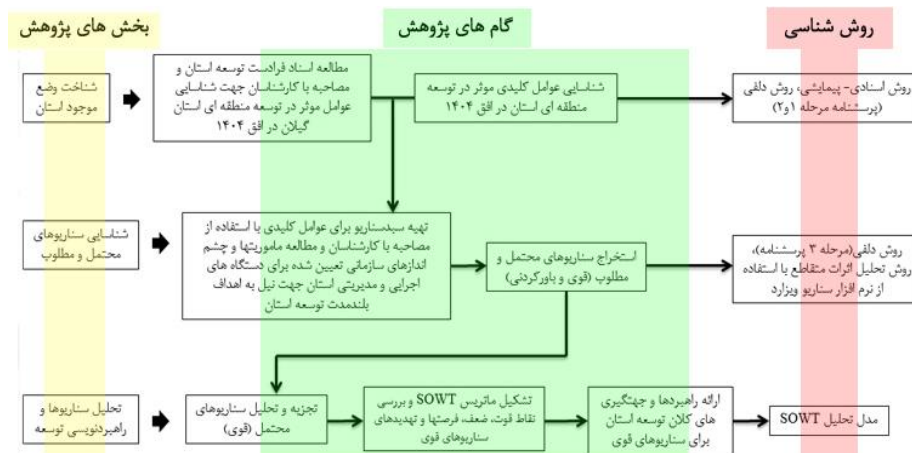 بخش های پژوهش
گام های پژوهش
روش شناسی
شناخت وضع
موجود استان
مطالعه اسناد فرادست توسعه استان و
مصاحبه با کارشناسان جهت شناسایی
عوامل موثر در توسعه منطقه ای استان
گیلان در افق ۱۴۰۴
شناسایی عوامل کلیدی موثر در توسعه
منطقه ای استان در افق ۱۴۰۴
روش اسنادی- پیمایشی، روش دلفی
(پرسشنامه مرحله ۱و۲)
شناسایی سناریوهای
محتمل و مطلوب
تهیه سبدسناریو برای عوامل کلیدی با استفاده از
مصاحبه با کارشناسان و مطالعه ماموریتها و چشم
اندازهای سازمانی تعیین شده برای دستگاه های
اجرایی و مدیریتی استان جهت نیل به اهداف
بلندمدت توسعه استان
استخراج سناریوهای محتمل و
مطلوب (قوی و باورکردنی)
روش دلفی(مرحله ۳ پرسشنامه)،
روش تحلیل اثرات متقاطع با استفاده
از نرم افزار سناریو ویزارد
تحلیل سناریوها و
راهبردنویسی توسعه
تجزیه و تحلیل سناریوهای
محتمل (قوی)
تشکیل ماتریس SOWT و بررسی
نقاط قوت، ضعف، فرصتها و تهدیدهای
سناریوهای قوی
ارائه راهبردها و جهتگیری
های کلان توسعه استان
برای سناریوهای قوی
مدل تحلیل SOWT